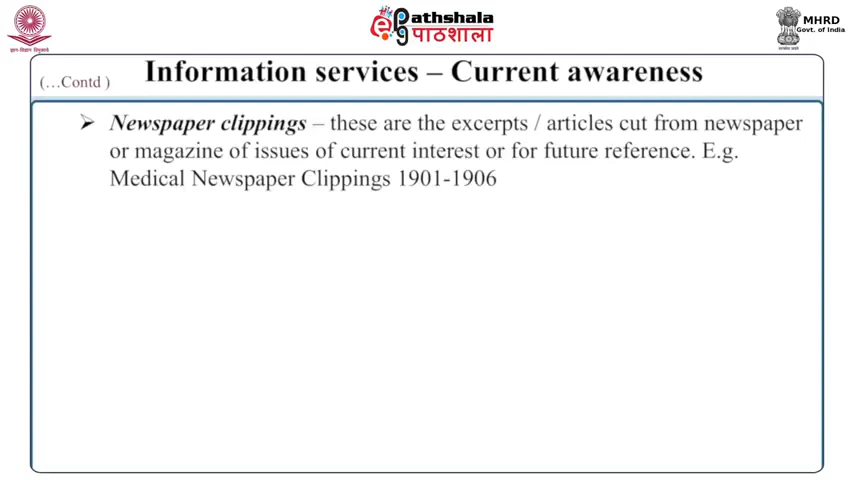 ePathshala
पाठशाला
MHRD
Govt. of India
(...Contd )
Information services – Current awareness
➢ Newspaper clippings – these are the excerpts / articles cut from newspaper
or magazine of issues of current interest or for future reference. E.g.
Medical Newspaper Clippings 1901-1906